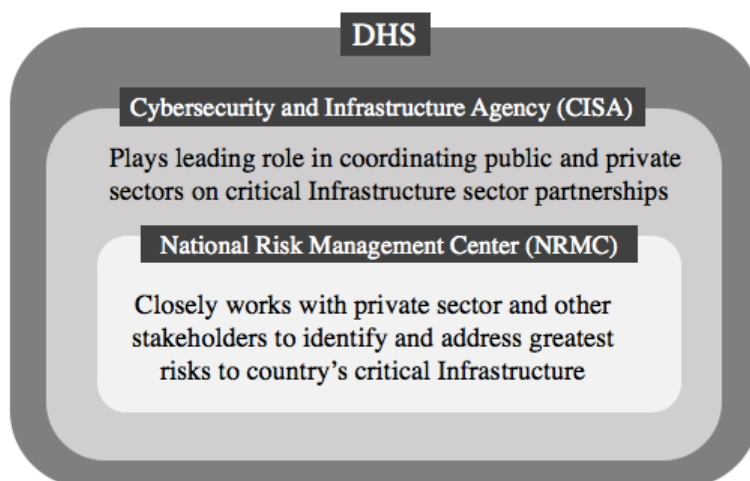 DHS
Cybersecurity and Infrastructure Agency (CISA)
Plays leading role in coordinating public and private
sectors on critical Infrastructure sector partnerships
National Risk Management Center (NRMC)
Closely works with private sector and other
stakeholders to identify and address greatest
risks to country's critical Infrastructure